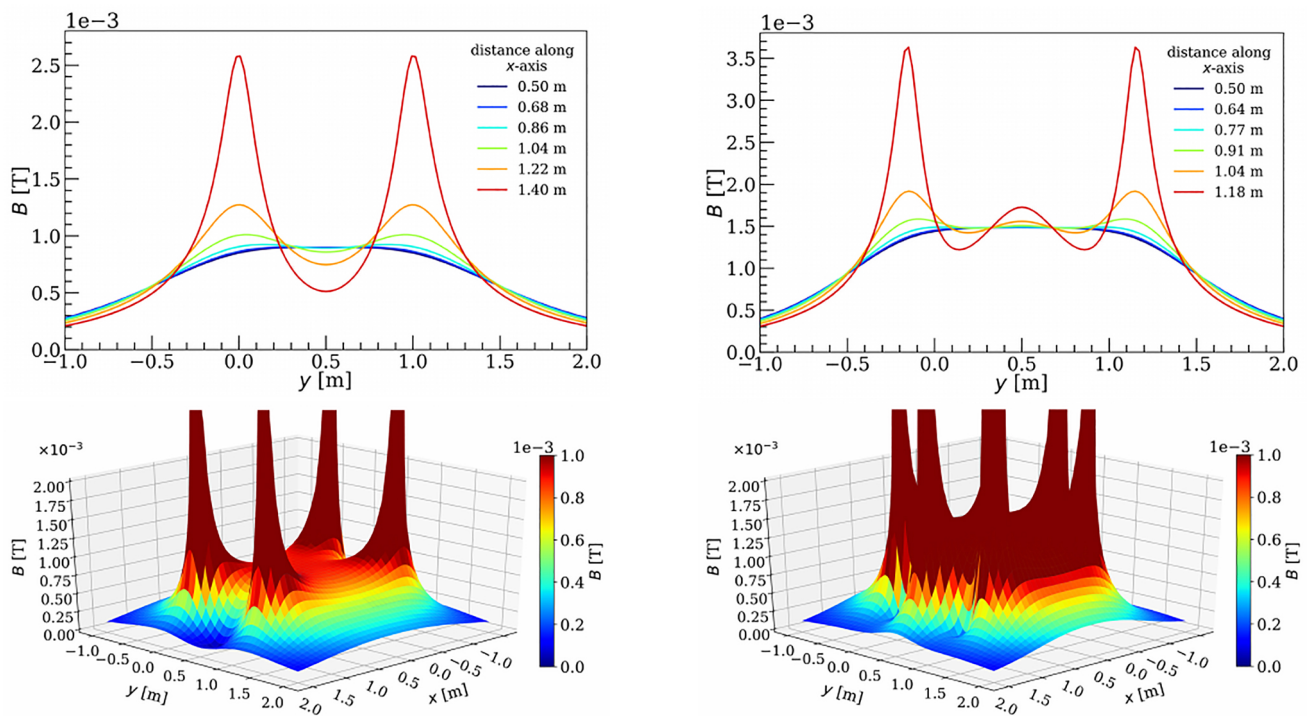 1e−3
2.5
2.0
1.5
1.0
0.5
0.0
B [T]
distance along
x-axis
0.50 m
0.68 m
0.86 m
1.04 m
1.22 m
1.40 m
−1.0 −0.5 0.0 0.5 1.0 1.5 2.0
y [m]
1e−3
3.5
3.0
2.5
2.0
1.5
1.0
0.5
0.0
B [T]
distance along
x-axis
0.50 m
0.64 m
0.77 m
0.91 m
1.04 m
1.18 m
−1.0 −0.5 0.0 0.5 1.0 1.5 2.0
y [m]
×10−3
2.00
1.75
1.50
1.25
1.00
0.75
0.50
0.25
0.00
B [T]
−1.0 −0.5 0.0 0.5 1.0 1.5 2.0
y [m]
2.0 1.5 1.0 0.5 0.0 −0.5 −1.0
x [m]
1e−3
1.0
0.8
0.6
0.4
0.2
0.0
B [T]
×10−3
2.00
1.75
1.50
1.25
1.00
0.75
0.50
0.25
0.00
B [T]
−1.0 −0.5 0.0 0.5 1.0 1.5 2.0
y [m]
2.0 1.5 1.0 0.5 0.0 −0.5 −1.0
x [m]
1e−3
1.0
0.8
0.6
0.4
0.2
0.0
B [T]